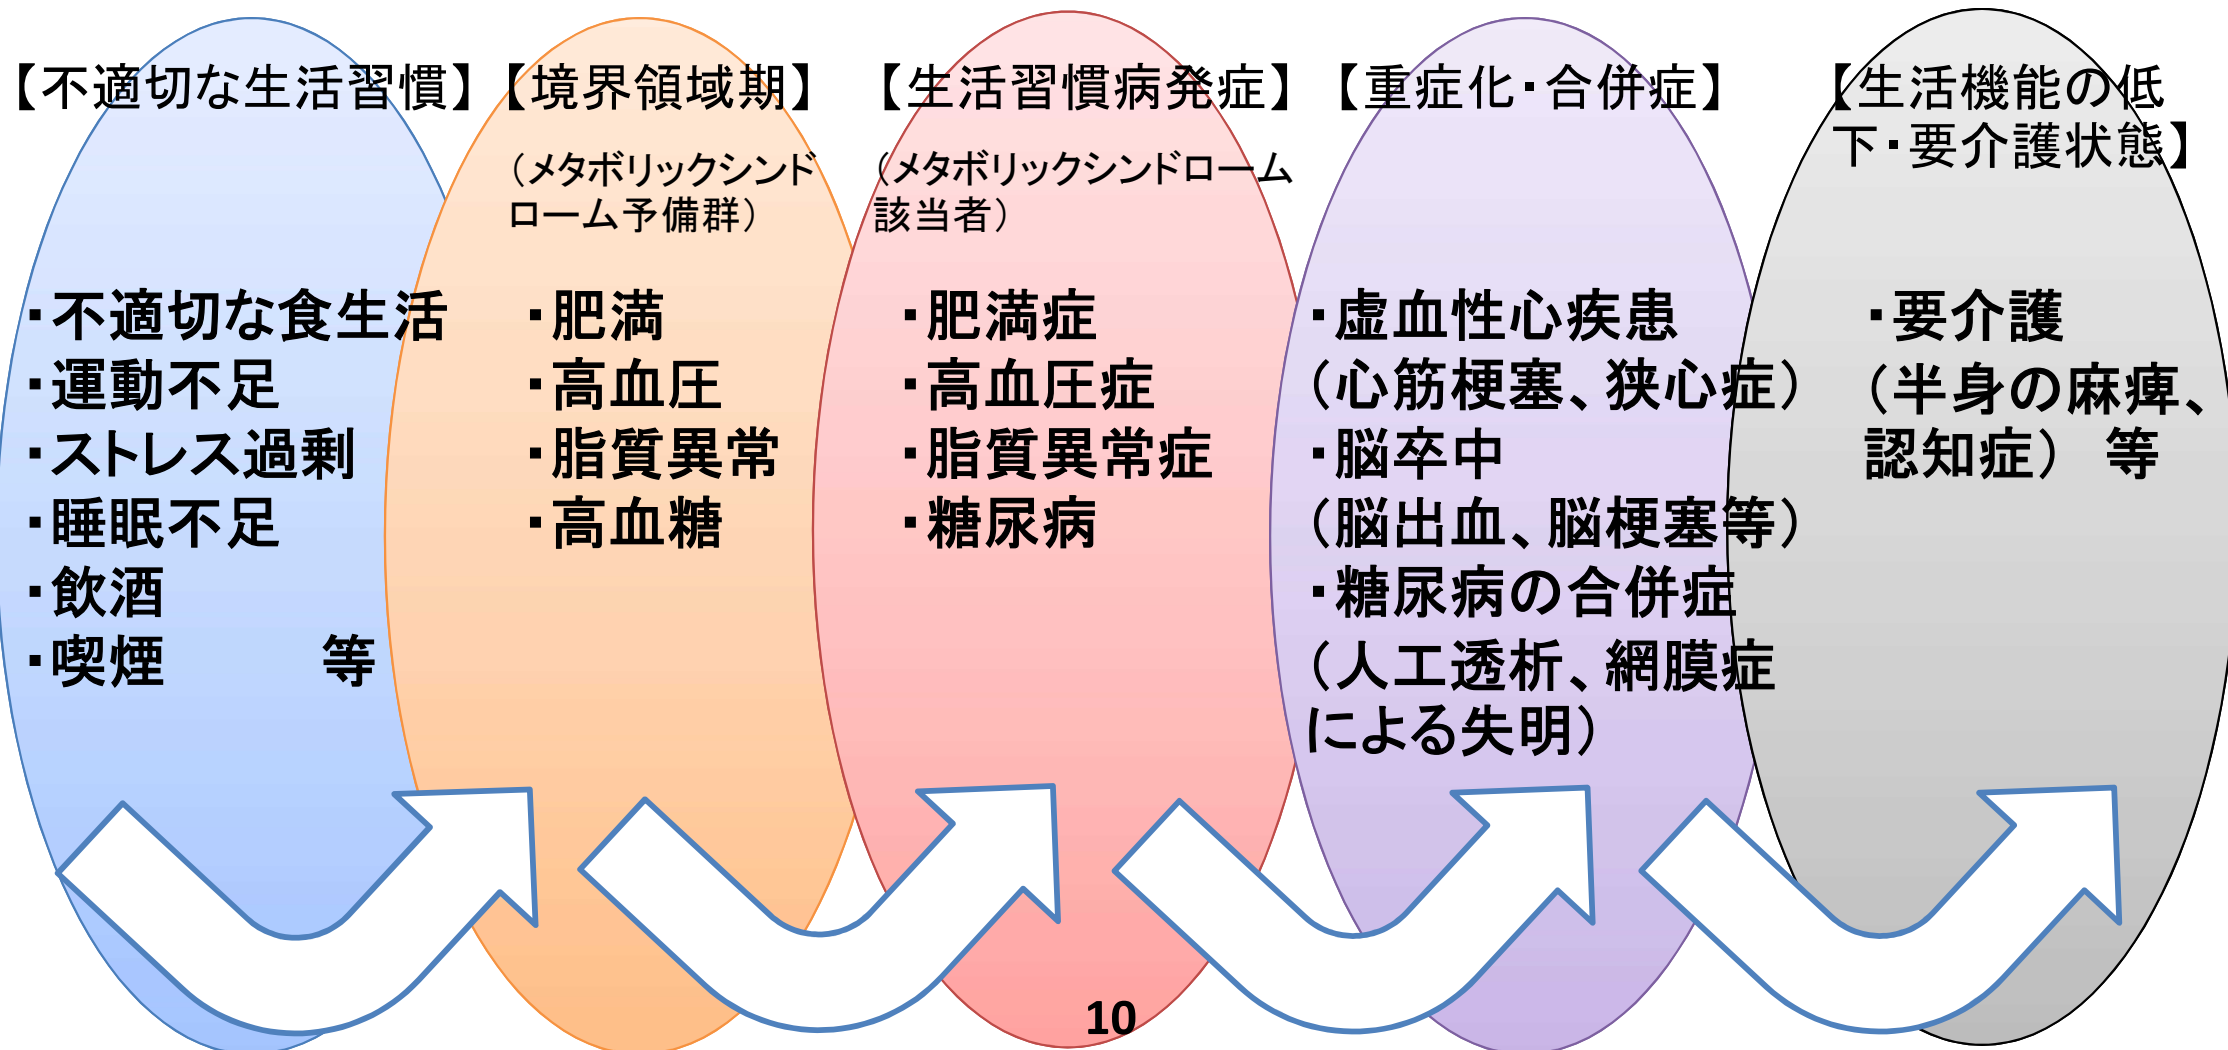 【不適切な生活習慣】
・不適切な食生活
・運動不足
・ストレス過剰
・睡眠不足
・飲酒
・喫煙　　　等
【境界領域期】
（メタボリックシンド
ローム予備群）
・肥満
・高血圧
・脂質異常
・高血糖
【生活習慣病発症】
（メタボリックシンドローム
該当者）
・肥満症
・高血圧症
・脂質異常症
・糖尿病
【重症化・合併症】
・虚血性心疾患
（心筋梗塞、狭心症）
・脳卒中
（脳出血、脳梗塞等）
・糖尿病の合併症
（人工透析、網膜症
による失明）
【生活機能の低
下・要介護状態】
・要介護
（半身の麻痺、
認知症）　等
10